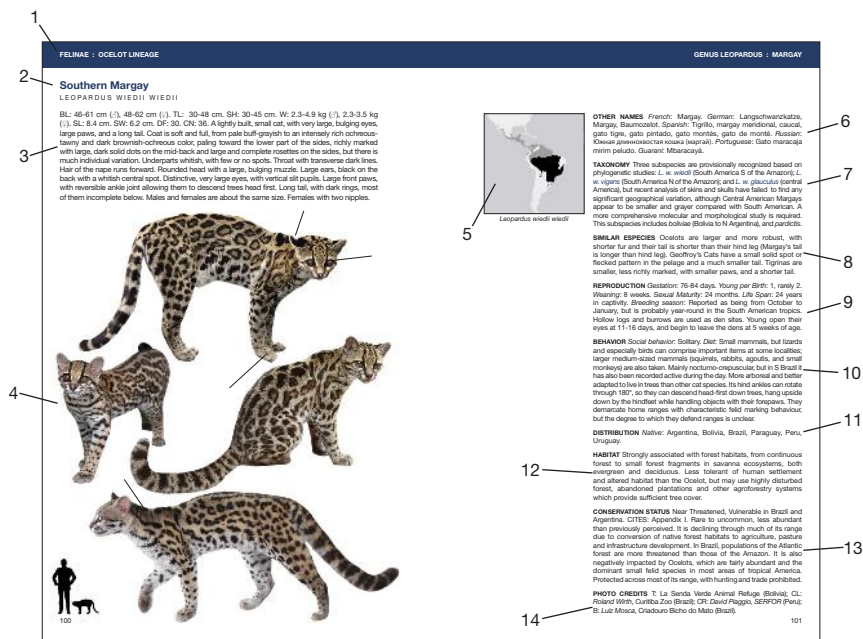 1
FELINAE : OCELOT LINEAGE
GENUS LEOPARDUS : MARGAY
2
Southern Margay
LEOPARDUS WIEDII WIEDII
BL: 46-61 cm (♂), 48-62 cm (♀). TL: 30-48 cm. SH: 30-45 cm. W: 2.3-4.9 kg (♂), 2.3-3.5 kg
(♀). SL: 8.4 cm. SW: 6.2 cm. DF: 30. CN: 36. A lightly built, small cat, with very large, bulging eyes,
large paws, and a long tail. Coat is soft and full, from pale buff-grayish to an intensely rich ochreous-
tawny and dark brownish-ochreous color, paling toward the lower part of the sides, richly marked
with large, dark solid dots on the mid-back and large and complete rosettes on the sides, but there is
3
much individual variation. Underparts whitish, with few or no spots. Throat with transverse dark lines.
Hair of the nape runs forward. Rounded head with a large, bulging muzzle. Large ears, black on the
back with a whitish central spot. Distinctive, very large eyes, with vertical slit pupils. Large front paws,
with reversible ankle joint allowing them to descend trees head first. Long tail, with dark rings, most
of them incomplete below. Males and females are about the same size. Females with two nipples.
4
100
5
Leopardus wiedii wiedii
OTHER NAMES French: Margay. German: Langschwanzkatze,
Margay, Baumozelot. Spanish: Tigrillo, margay meridional, caucal,
gato tigre, gato pintado, gato montés, gato de monté. Russian:
Южная длиннохвостая кошка (маргай). Portuguese: Gato maracaja
mirim peludo. Guarani: Mbaracayá.
6
TAXONOMY Three subspecies are provisionally recognized based on
phylogenetic studies: L. w. wiedii (South America S of the Amazon); L.
w. vigens (South America N of the Amazon); and L. w. glauculus (central
America), but recent analysis of skins and skulls have failed to find any
significant geographical variation, although Central American Margays
appear to be smaller and grayer compared with South American. A
more comprehensive molecular and morphological study is required.
This subspecies includes boliviae (Bolivia to N Argentina), and pardictis.
7
SIMILAR ESPECIES Ocelots are larger and more robust, with
shorter fur and their tail is shorter than their hind leg (Margay's tail
is longer than hind leg). Geoffroy's Cats have a small solid spot or
flecked pattern in the pelage and a much smaller tail. Tigrinas are
smaller, less richly marked, with smaller paws, and a shorter tail.
8
REPRODUCTION Gestation: 76-84 days. Young per Birth: 1, rarely 2.
Weaning: 8 weeks. Sexual Maturity: 24 months. Life Span: 24 years
in captivity. Breeding season: Reported as being from October to
January, but is probably year-round in the South American tropics.
Hollow logs and burrows are used as den sites. Young open their
eyes at 11-16 days, and begin to leave the dens at 5 weeks of age.
9
BEHAVIOR Social behavior: Solitary. Diet: Small mammals, but lizards
and especially birds can comprise important items at some localities;
larger medium-sized mammals (squirrels, rabbits, agoutis, and small
monkeys) are also taken. Mainly nocturno-crepuscular, but in S Brazil it
has also been recorded active during the day. More arboreal and better
adapted to live in trees than other cat species. Its hind ankles can rotate
through 180°, so they can descend head-first down trees, hang upside
down by the hindfeet while handling objects with their forepaws. They
demarcate home ranges with characteristic felid marking behaviour,
but the degree to which they defend ranges is unclear.
10
DISTRIBUTION Native: Argentina, Bolivia, Brazil, Paraguay, Peru,
Uruguay.
11
HABITAT Strongly associated with forest habitats, from continuous
forest to small forest fragments in savanna ecosystems, both
evergreen and deciduous. Less tolerant of human settlement
and altered habitat than the Ocelot, but may use highly disturbed
forest, abandoned plantations and other agroforestry systems
which provide sufficient tree cover.
12
CONSERVATION STATUS Near Threatened, Vulnerable in Brazil and
Argentina. CITES: Appendix I. Rare to uncommon, less abundant
than previously perceived. It is declining through much of its range
due to conversion of native forest habitats to agriculture, pasture
and infrastructure development. In Brazil, populations of the Atlantic
forest are more threatened than those of the Amazon. It is also
negatively impacted by Ocelots, which are fairly abundant and the
dominant small felid species in most areas of tropical America.
Protected across most of its range, with hunting and trade prohibited.
13
PHOTO CREDITS T: La Senda Verde Animal Refuge (Bolivia); CL:
Roland Wirth, Curitiba Zoo (Brazil); CR: David Plaggio, SERFOR (Peru);
B: Luiz Mosca, Criadouro Bicho do Mato (Brazil).
14
101